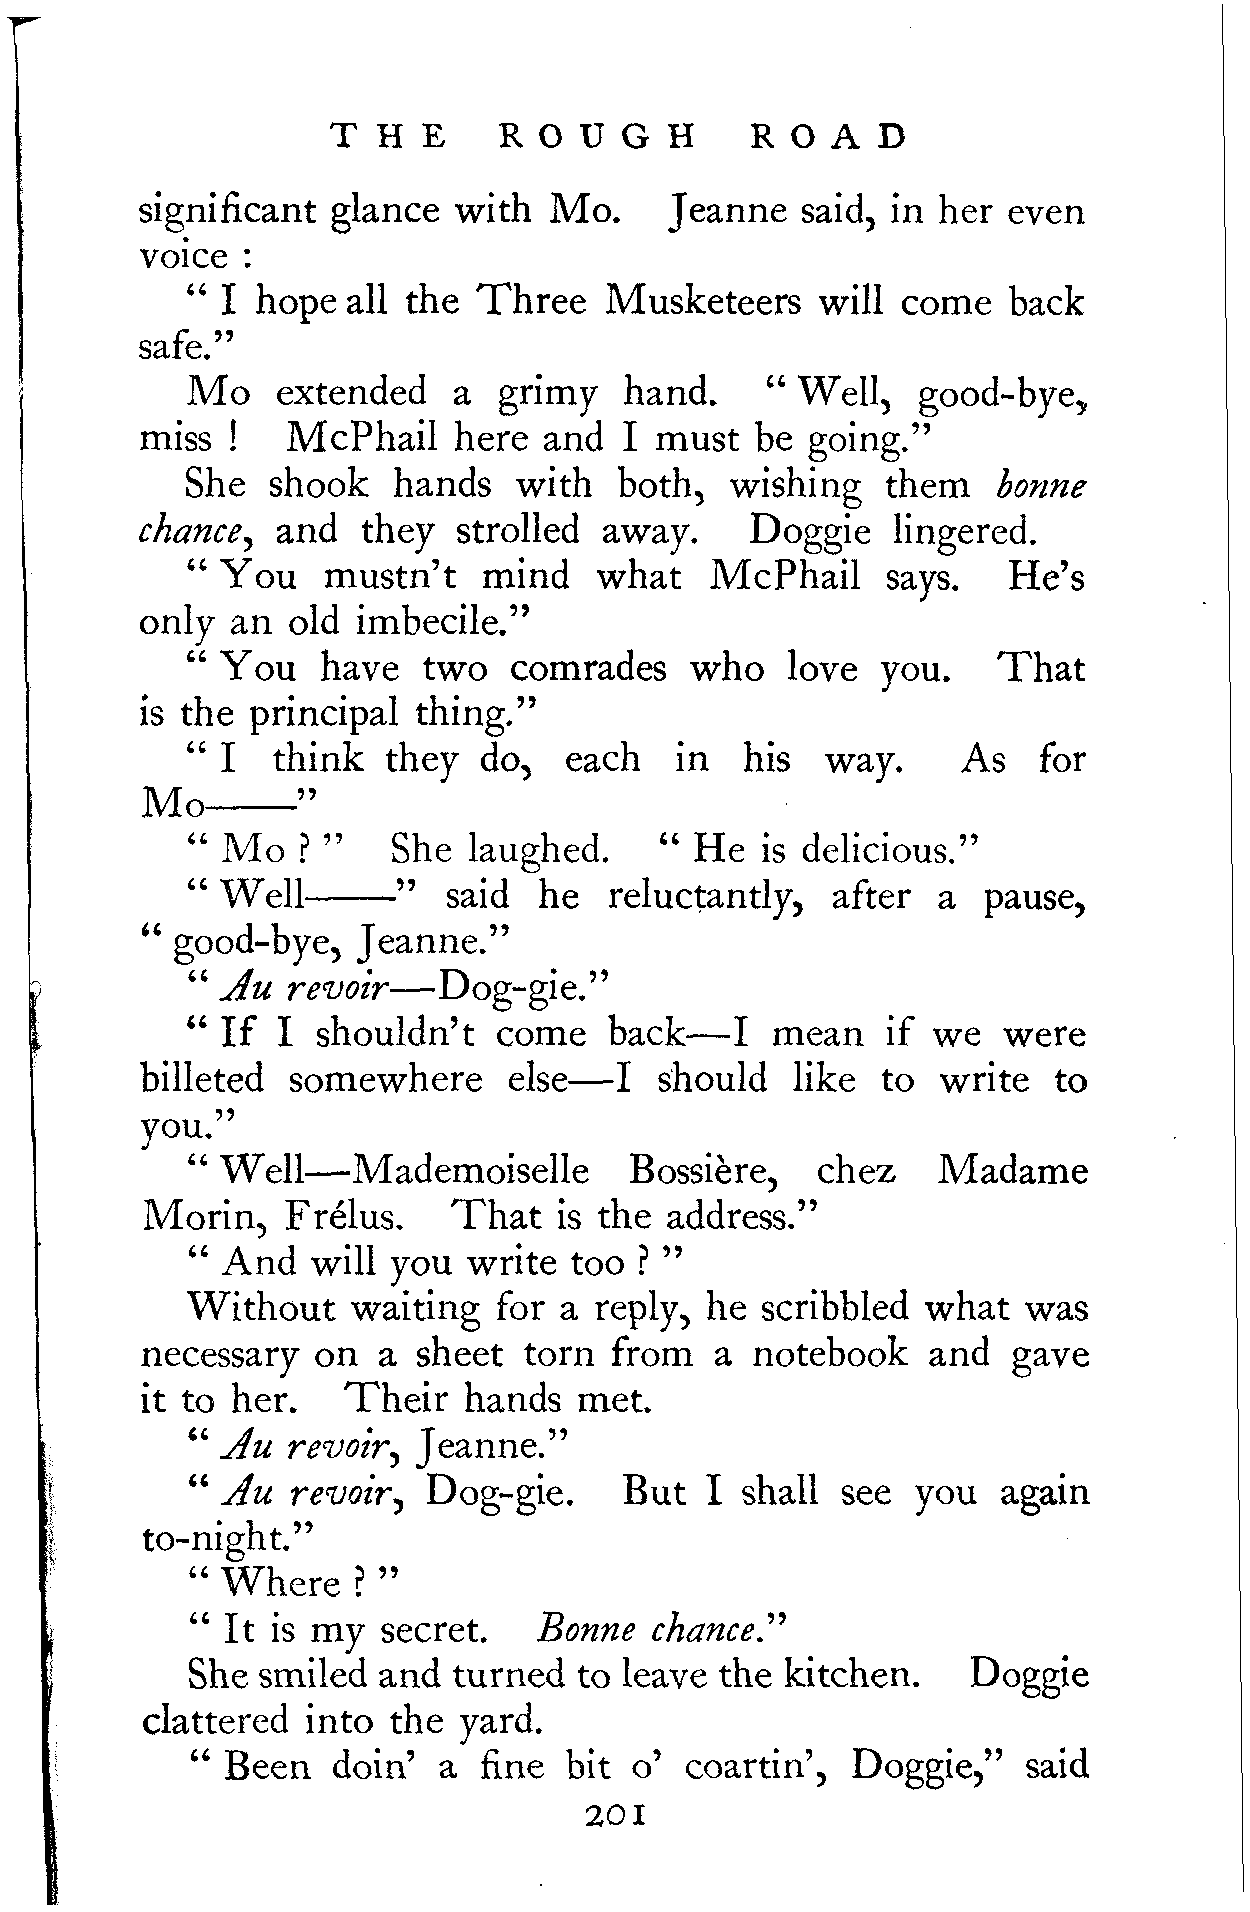 THE ROUGH ROAD
significant glance with Mo. Jeanne said, in her even
voice :
“ I hope all the Three Musketeers will come back
safe.”
Mo extended a grimy hand. “ Well, good-bye,
miss ! McPhail here and I must be going.”
She shook hands with both, wishing them bonne
chance, and they strolled away. Doggie lingered.
“ You mustn’t mind what McPhail says. He’s
only an old imbecile.”
“ You have two comrades who love you. That
is the principal thing.”
“ I think they do, each in his way. As for
Mo——”
“ Mo ? ” She laughed. “ He is delicious.”
“ Well——” said he reluctantly, after a pause,
“ good-bye, Jeanne.”
“ Au revoir—Dog-gie.”
“ If I shouldn’t come back—I mean if we were
billeted somewhere else—I should like to write to
you.”
“ Well—Mademoiselle Bossière, chez Madame
Morin, Frélus. That is the address.”
“ And will you write too ? ”
Without waiting for a reply, he scribbled what was
necessary on a sheet torn from a notebook and gave
it to her. Their hands met.
“ Au revoir, Jeanne.”
“ Au revoir, Dog-gie. But I shall see you again
to-night.”
“ Where ? ”
“ It is my secret. Bonne chance.”
She smiled and turned to leave the kitchen. Doggie
clattered into the yard.
“ Been doin’ a fine bit o’ coartin’, Doggie,” said
201